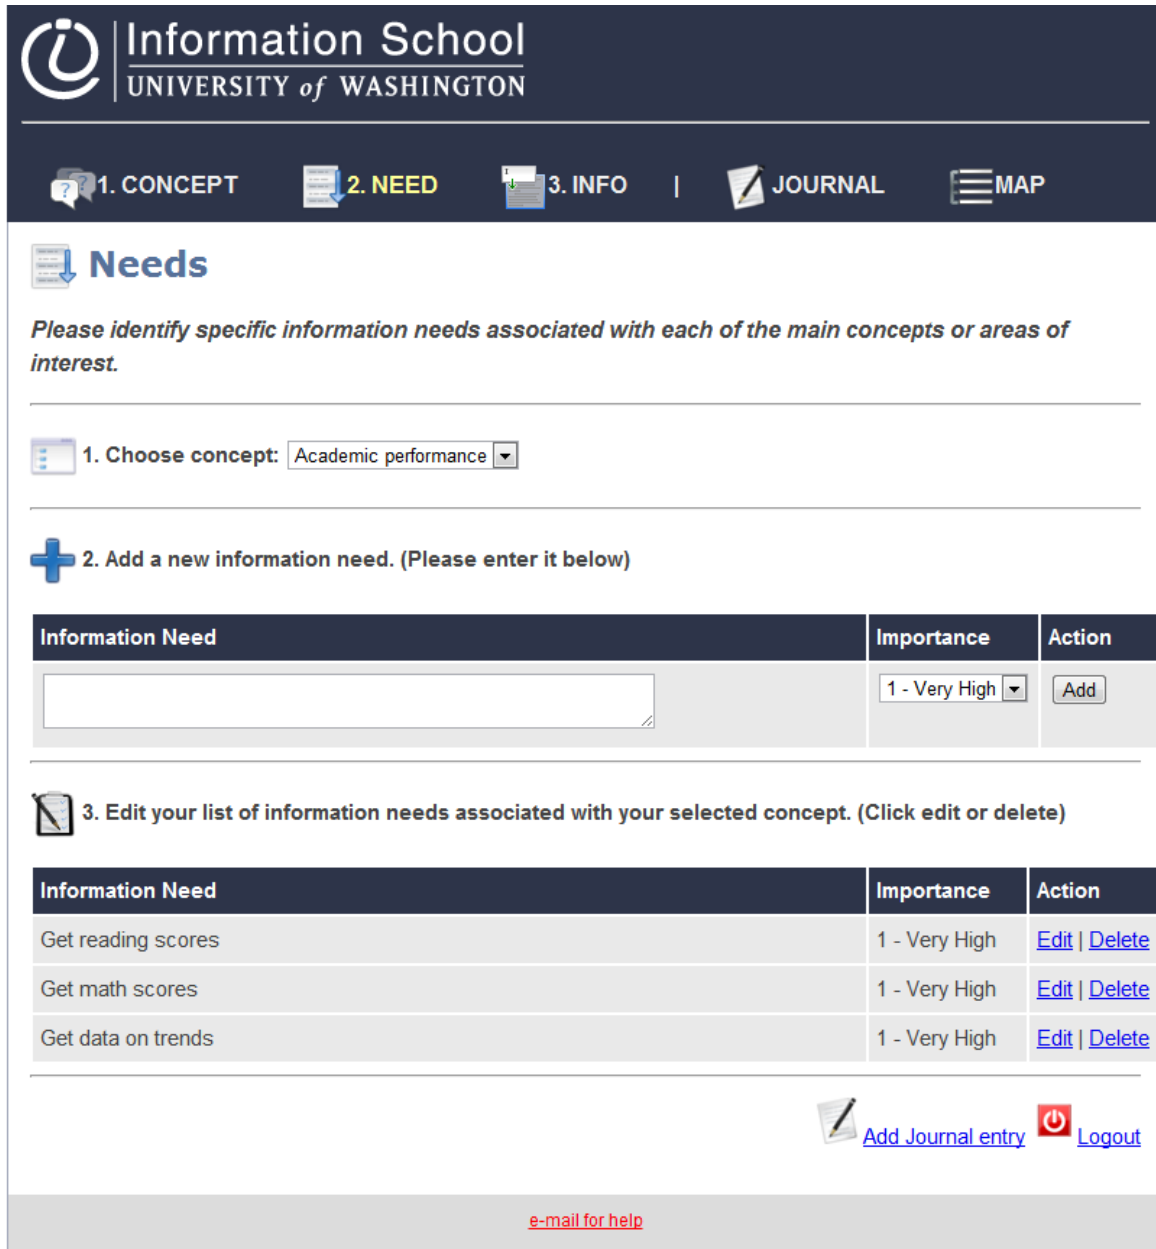 Information School
UNIVERSITY of WASHINGTON
1. CONCEPT 2. NEED 3. INFO | JOURNAL MAP
Needs
Please identify specific information needs associated with each of the main concepts or areas of
interest.
1. Choose concept: Academic performance
2. Add a new information need. (Please enter it below)
Information Need Importance Action
1 - Very High Add
3. Edit your list of information needs associated with your selected concept. (Click edit or delete)
Information Need Importance Action
Get reading scores 1 - Very High Edit | Delete
Get math scores 1 - Very High Edit | Delete
Get data on trends 1 - Very High Edit | Delete
Add Journal entry Logout
e-mail for help